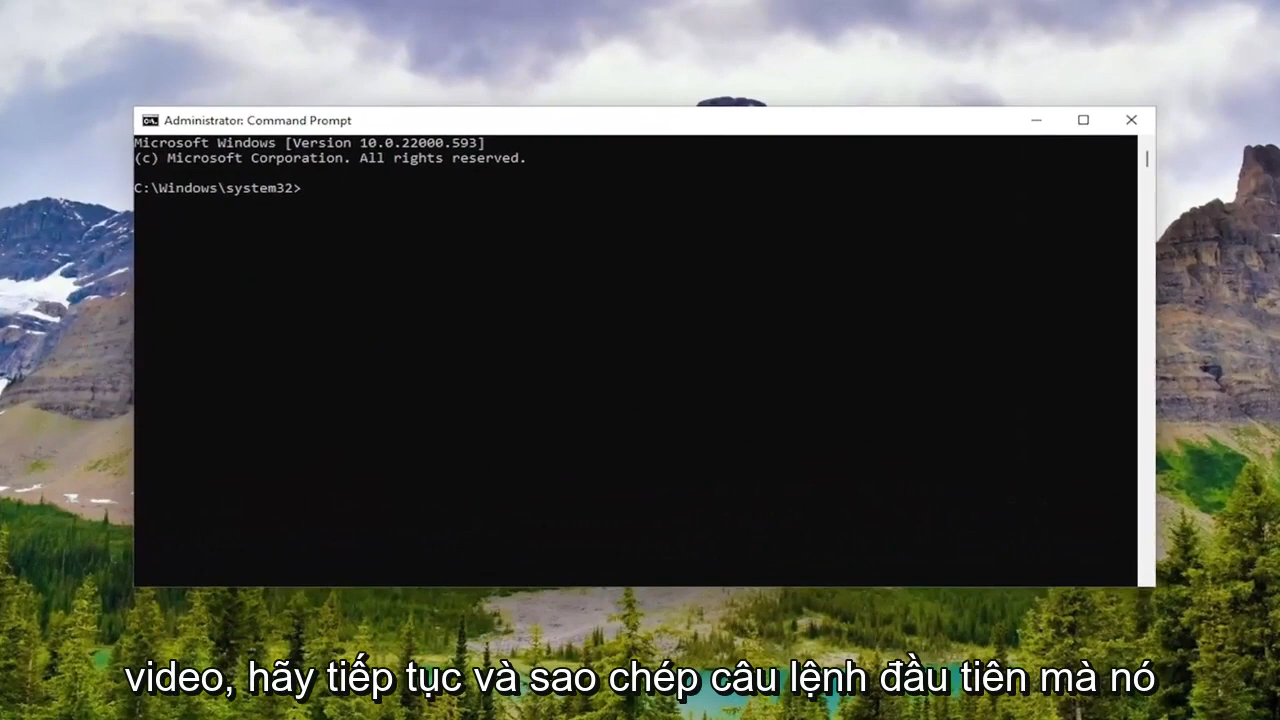 Administrator: Command Prompt
Microsoft Windows [Version 10.0.22000.593]
(c) Microsoft Corporation. All rights reserved.
C:\Windows\system32>
video, hãy tiếp tục và sao chép câu lệnh đầu tiên mà nó